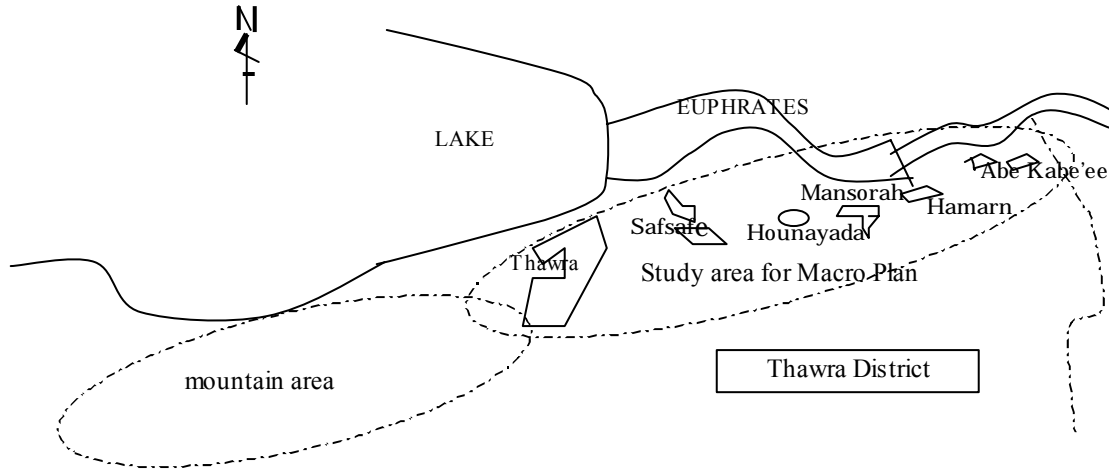 N
EUPHRATES
LAKE
Abe Kabe'ee
Mansorah
Hamarn
Safsafe
Hounayada
Thawra
Study area for Macro Plan
Thawra District
mountain area